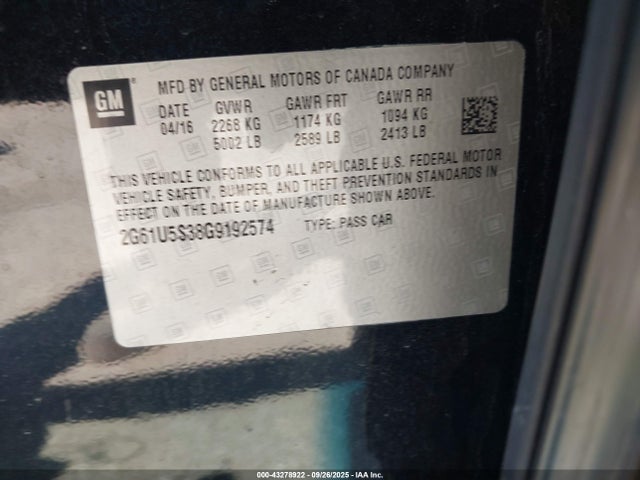 GM
MFD BY GENERAL MOTORS OF CANADA COMPANY
DATE GVWR GAWR FRT GAWR RR
04/16 2268 KG 1174 KG 1094 KG
5002 LB 2589 LB 2413 LB
THIS VEHICLE CONFORMS TO ALL APPLICABLE U.S. FEDERAL MOTOR
VEHICLE SAFETY, BUMPER, AND THEFT PREVENTION STANDARDS IN
EFFECT ON THE DATE OF MANUFACTURE SHOWN ABOVE.
2G61U5S38G9192574 TYPE: PASS CAR
000-43278922 - 09/26/2025 - IAA Inc.